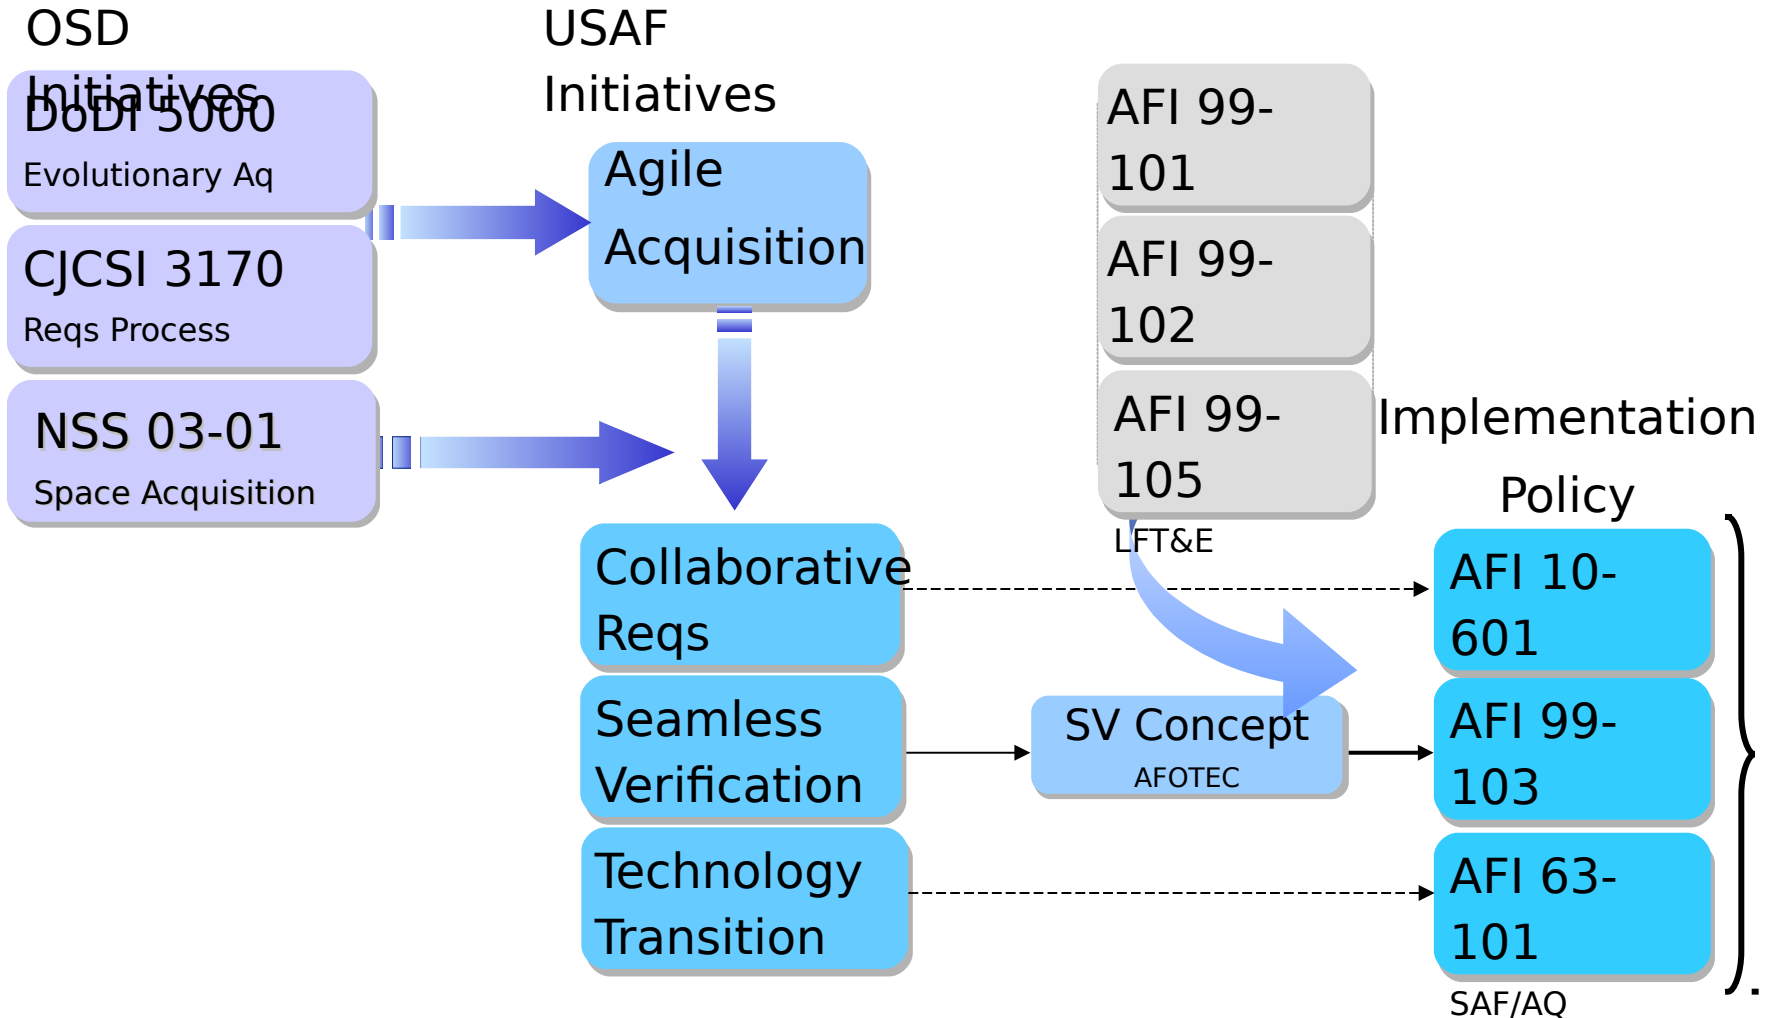 OSD
Initiatives
DoDI 5000
Evolutionary Aq
CJCSI 3170
Reqs Process
NSS 03-01
Space Acquisition
USAF
Initiatives
Agile
Acquisition
Collaborative
Reqs
Seamless
Verification
Technology
Transition
AFI 99-
101
AFI 99-
102
AFI 99-
105
LFT&E
SV Concept
AFOTEC
Implementation
Policy
AFI 10-
601
AFI 99-
103
AFI 63-
101
SAF/AQ